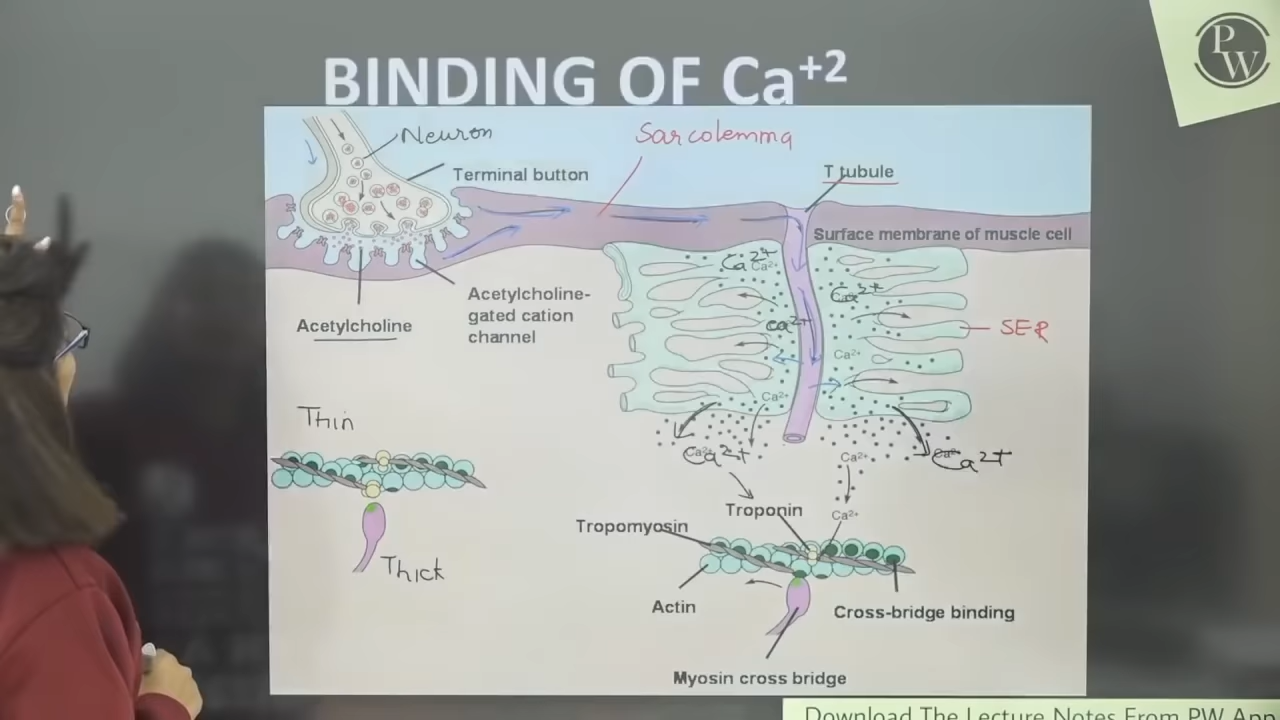 PW
BINDING OF Ca+2
Neuron
Sarcolemma
Terminal button
T tubule
Surface membrane of muscle cell
Ca2+
Ca2+
Ca2+
Acetylcholine-
gated cation
channel
Acetylcholine
Ca2+
SER
Ca2+
Ca2+
Thin
Ca2+
Ca2+
Ca2+
Troponin
Ca2+
Tropomyosin
Thick
Actin
Cross-bridge binding
Myosin cross bridge
Download The Lecture Notes From PW App